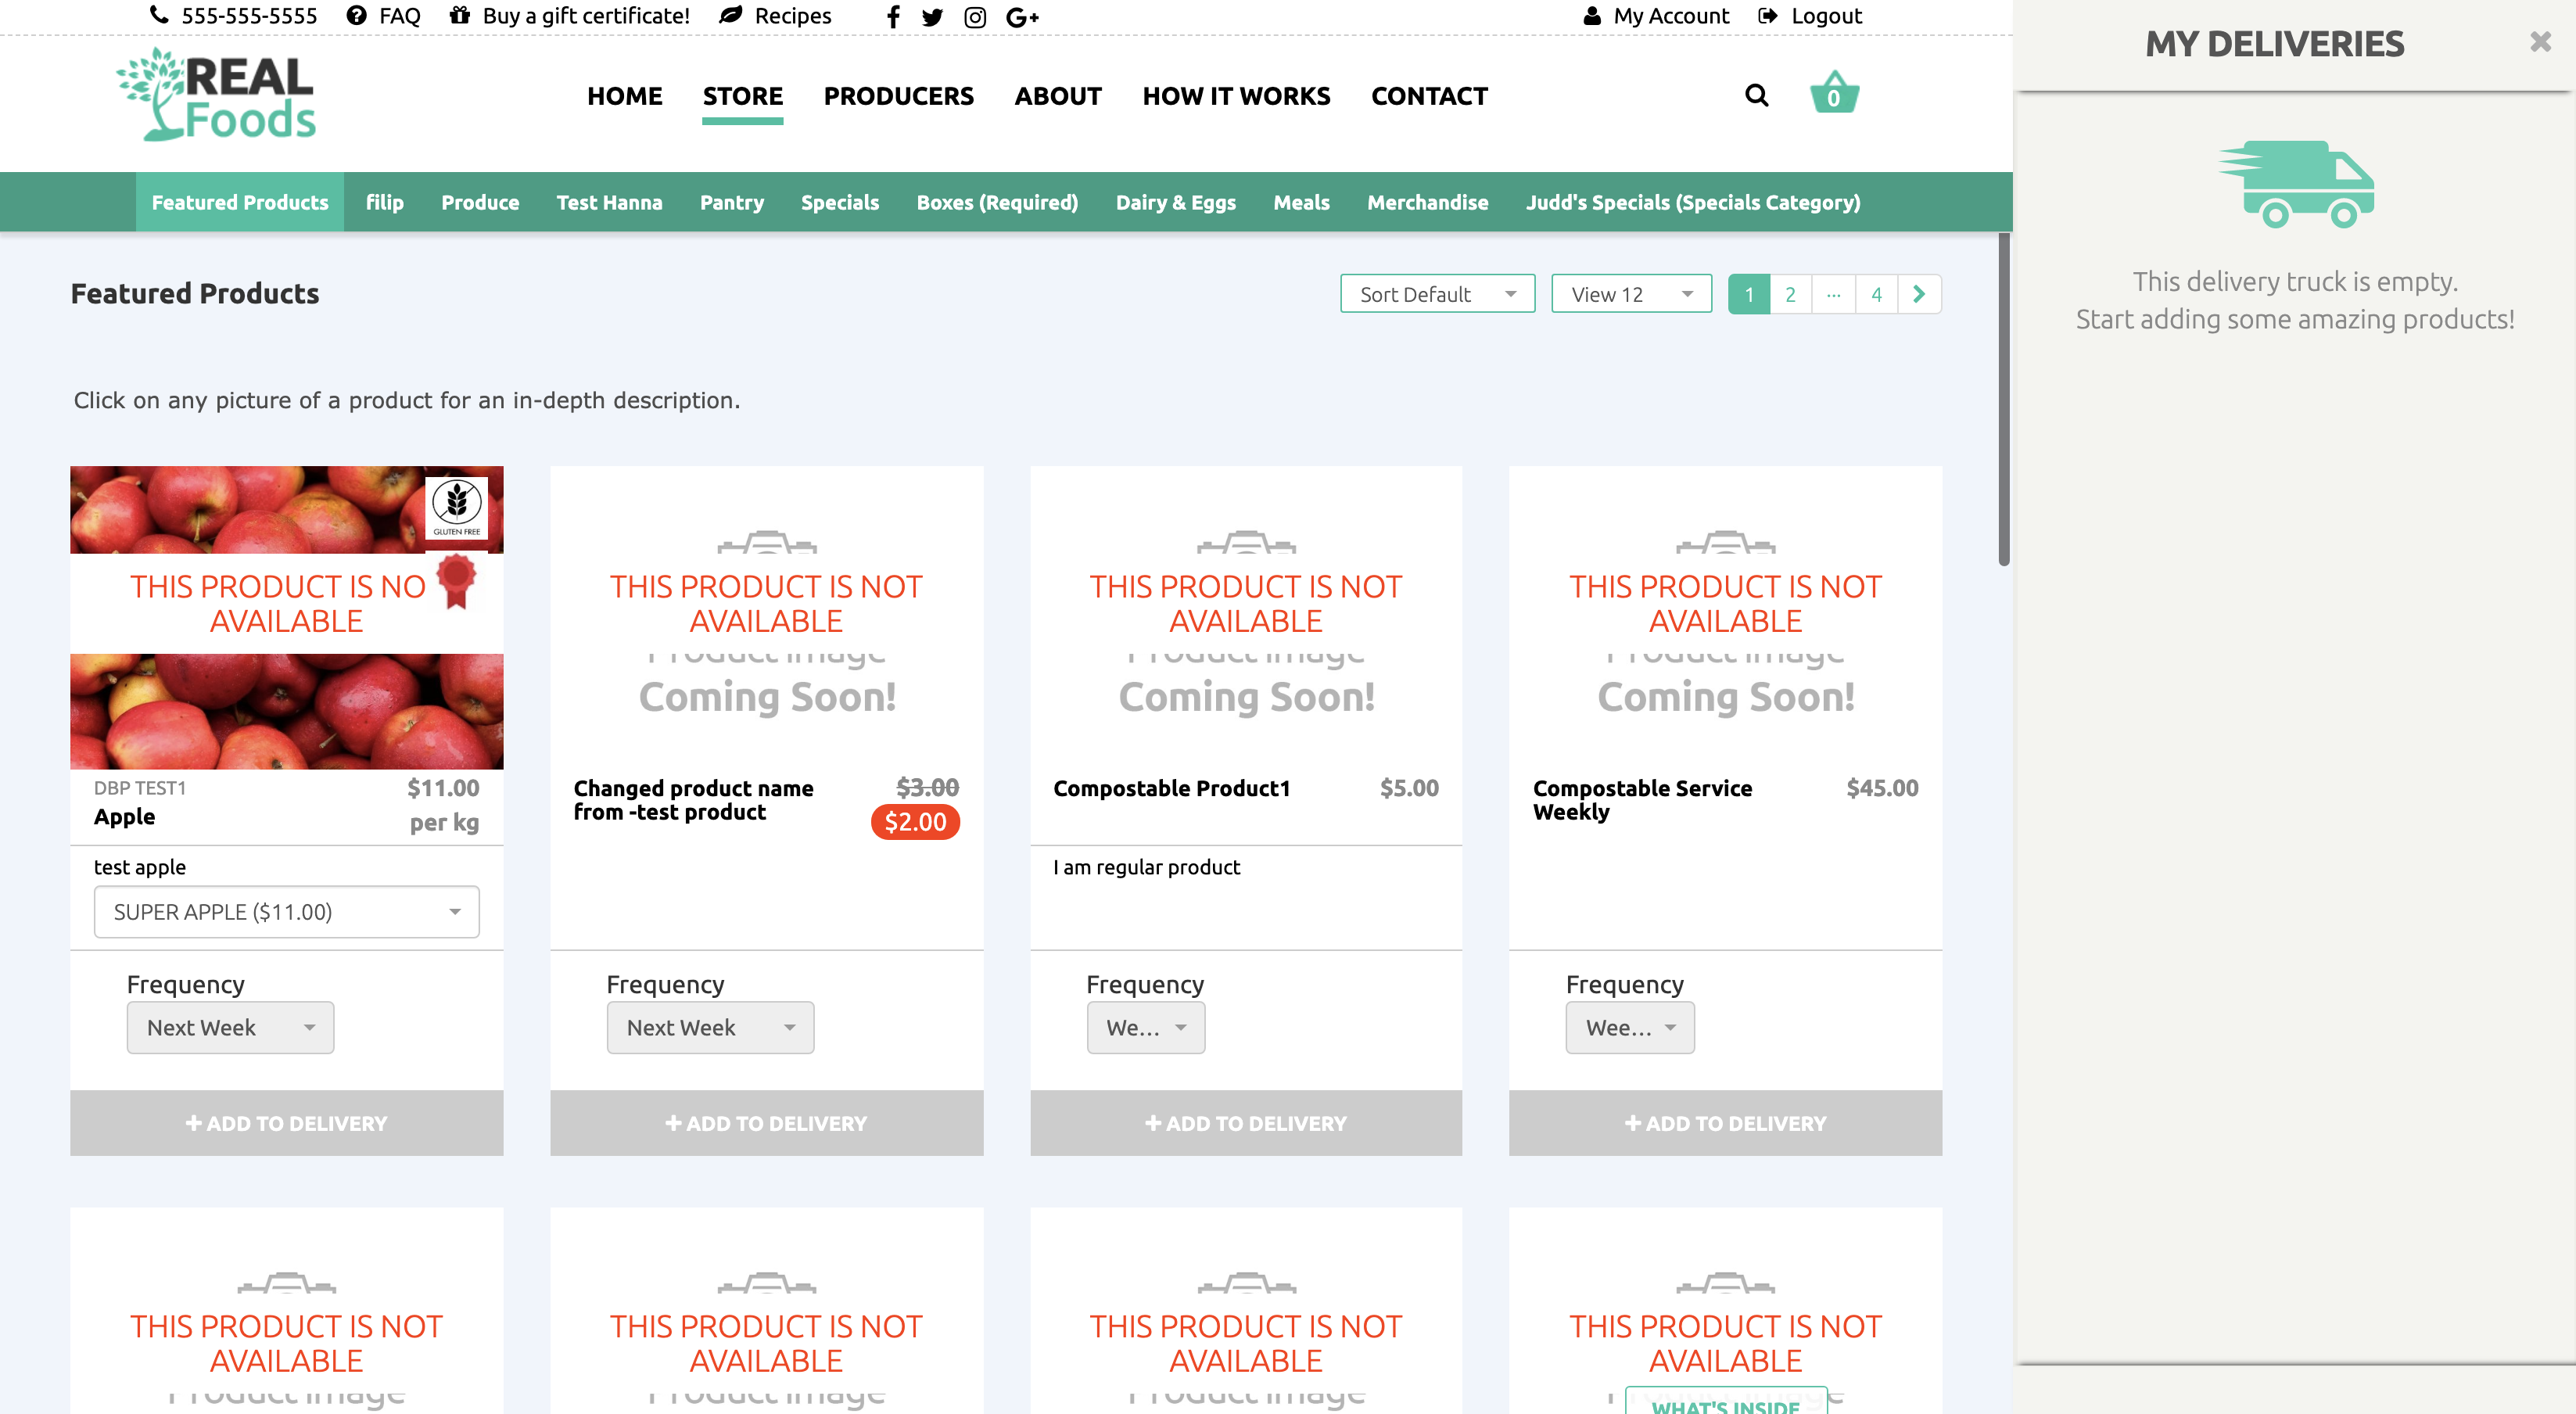 555-555-5555 FAQ Buy a gift certificate! Recipes My Account Logout
REAL
Foods
HOME STORE PRODUCERS ABOUT HOW IT WORKS CONTACT 0
Featured Products filip Produce Test Hanna Pantry Specials Boxes (Required) Dairy & Eggs Meals Merchandise Judd's Specials (Specials Category)
MY DELIVERIES
This delivery truck is empty.
Start adding some amazing products!
Featured Products
Sort Default View 12 1 2 ... 4
Click on any picture of a product for an in-depth description.
GLUTEN FREE
THIS PRODUCT IS NO
AVAILABLE
DBP TEST1
Apple
$11.00
per kg
test apple
SUPER APPLE ($11.00)
Frequency
Next Week
+ ADD TO DELIVERY
THIS PRODUCT IS NOT
AVAILABLE
Product Image
Coming Soon!
Changed product name
from -test product
$3.00
$2.00
Frequency
Next Week
+ ADD TO DELIVERY
THIS PRODUCT IS NOT
AVAILABLE
Product Image
Coming Soon!
Compostable Product1
$5.00
I am regular product
Frequency
We...
+ ADD TO DELIVERY
THIS PRODUCT IS NOT
AVAILABLE
Product Image
Coming Soon!
Compostable Service
Weekly
$45.00
Frequency
Wee...
+ ADD TO DELIVERY
THIS PRODUCT IS NOT
AVAILABLE
Product Image
THIS PRODUCT IS NOT
AVAILABLE
Product Image
THIS PRODUCT IS NOT
AVAILABLE
Product Image
THIS PRODUCT IS NOT
AVAILABLE
WHAT'S INSIDE